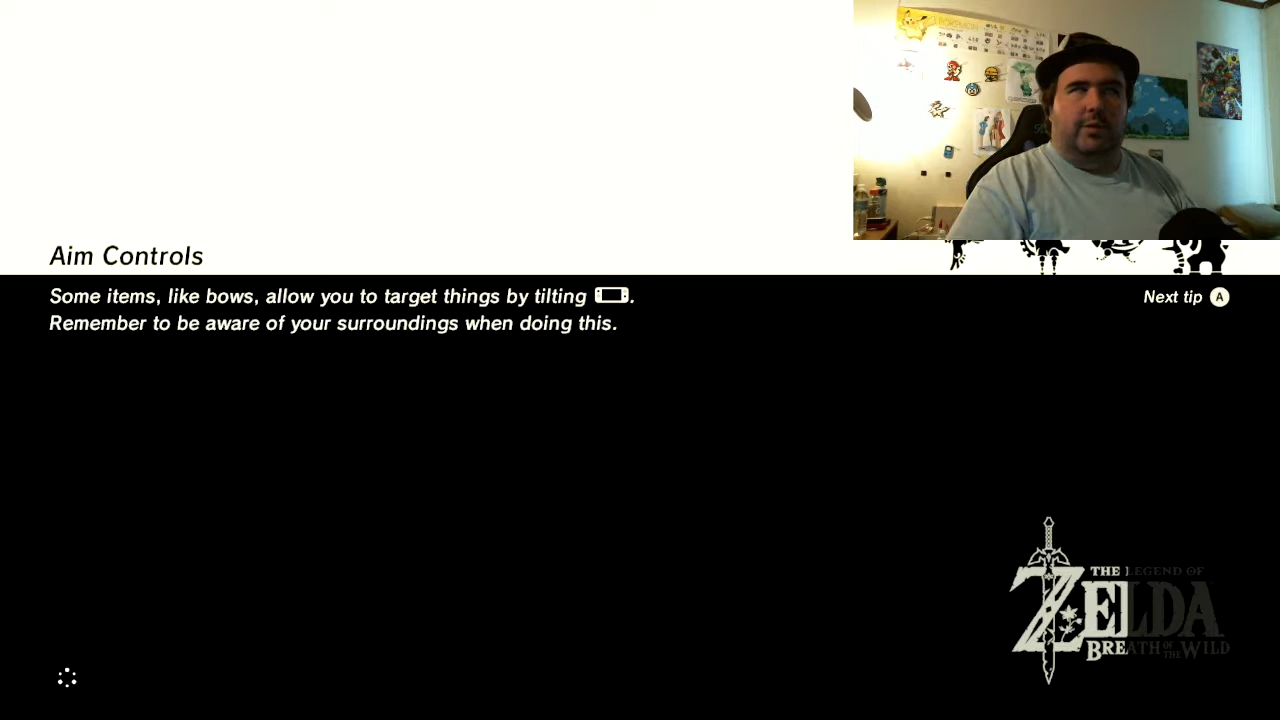 Aim Controls
Some items, like bows, allow you to target things by tilting .
Remember to be aware of your surroundings when doing this.
Next tip A
THE LEGEND OF
ZELDA
BREATH OF THE WILD